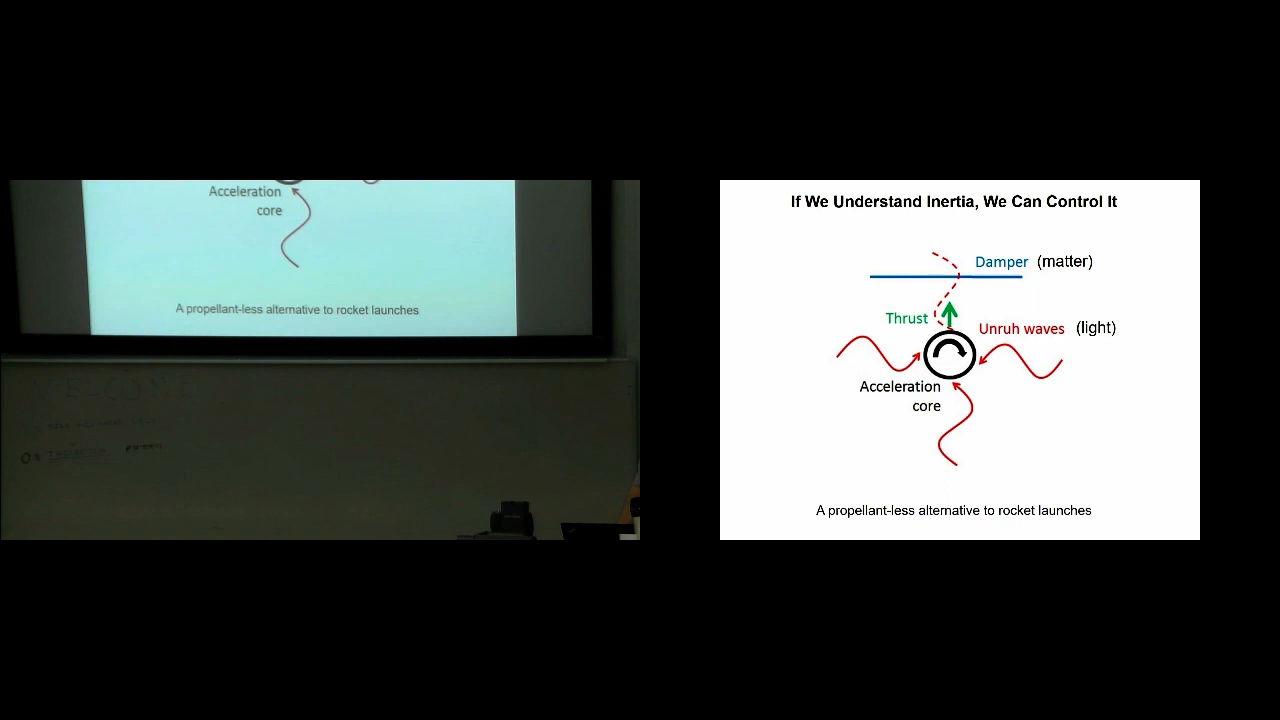 Acceleration
core
A propellant-less alternative to rocket launches
If We Understand Inertia, We Can Control It
Damper (matter)
Thrust
Unruh waves (light)
Acceleration
core
A propellant-less alternative to rocket launches